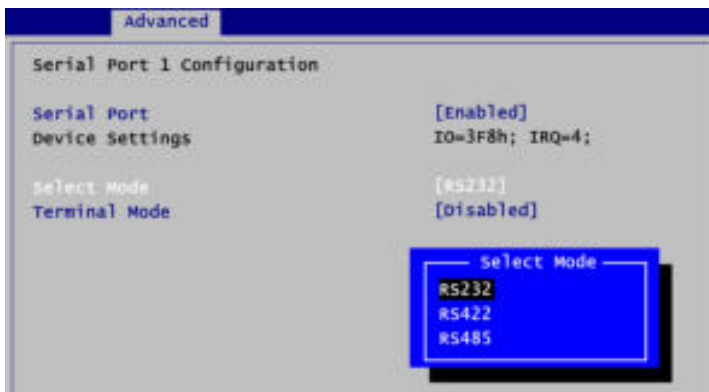 Advanced
Serial Port 1 Configuration
Serial Port [Enabled]
Device Settings IO=3F8h; IRQ=4;
Select Mode [RS232]
Terminal Mode [Disabled]
Select Mode
RS232
RS422
RS485